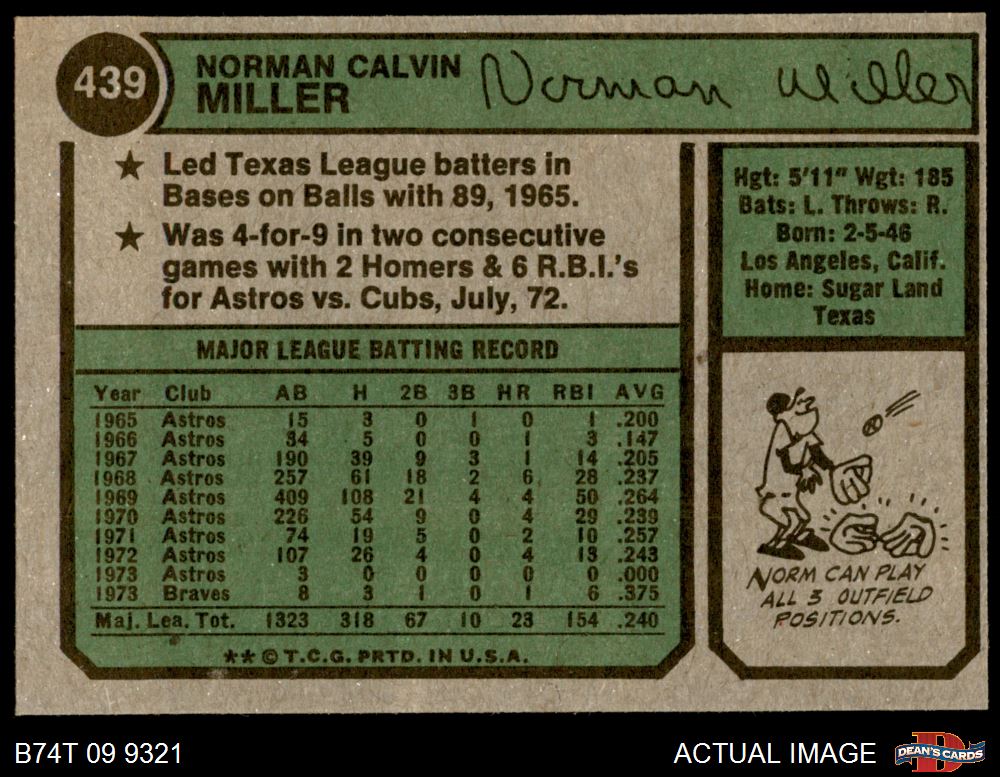 439
NORMAN CALVIN
MILLER
Norman Miller
★ Led Texas League batters in
Bases on Balls with 89, 1965.
★ Was 4-for-9 in two consecutive
games with 2 Homers & 6 R.B.I.'s
for Astros vs. Cubs, July, 72.
Hgt: 5'11" Wgt: 185
Bats: L. Throws: R.
Born: 2-5-46
Los Angeles, Calif.
Home: Sugar Land
Texas
MAJOR LEAGUE BATTING RECORD
Year Club AB H 2B 3B HR RBI AVG
1965 Astros 15 3 0 1 0 1 .200
1966 Astros 34 5 0 0 1 3 .147
1967 Astros 190 39 9 3 1 14 .205
1968 Astros 257 61 18 2 6 28 .237
1969 Astros 409 108 21 4 4 50 .264
1970 Astros 226 54 9 0 4 29 .239
1971 Astros 74 19 5 0 2 10 .257
1972 Astros 107 26 4 0 4 13 .243
1973 Astros 3 0 0 0 0 0 .000
1973 Braves 8 3 1 0 1 6 .375
Maj. Lea. Tot. 1323 318 67 10 23 154 .240
★★ © T.C.G. PRTD. IN U.S.A.
NORM CAN PLAY
ALL 3 OUTFIELD
POSITIONS.
B74T 09 9321
ACTUAL IMAGE
DEAN'S CARDS